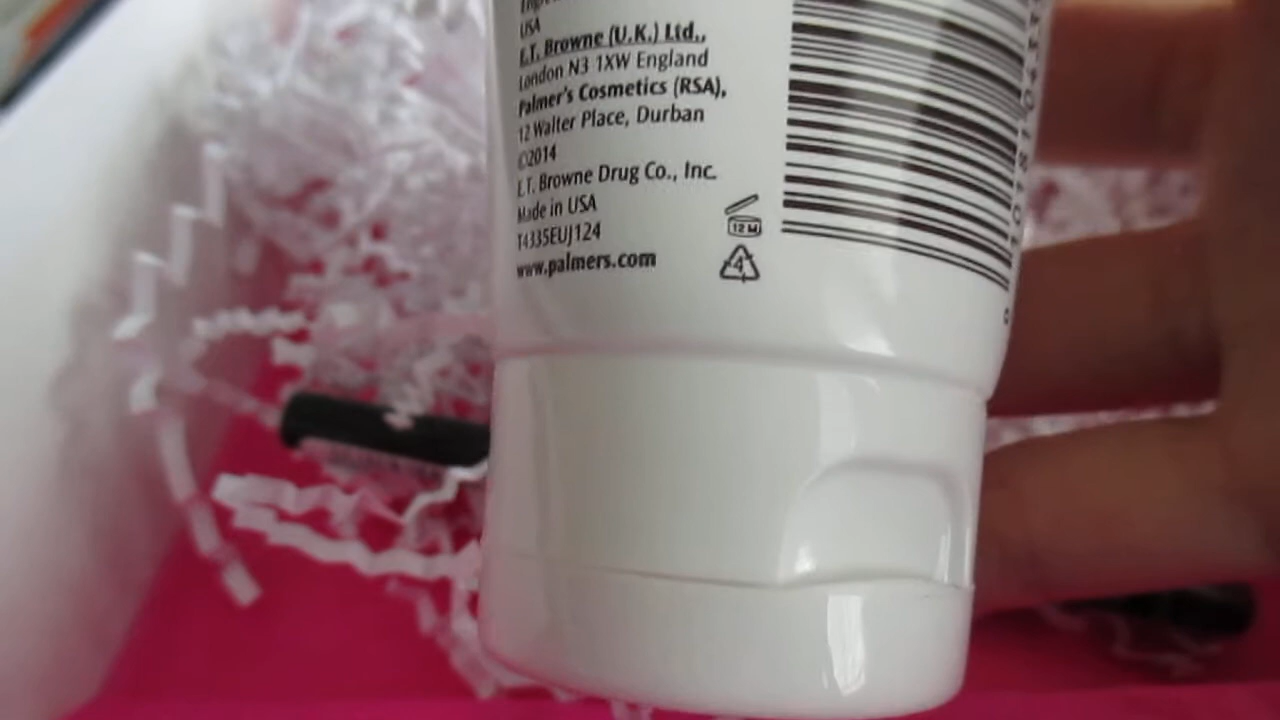 USA
E.T. Browne (U.K.) Ltd.,
London N3 1XW England
Palmer's Cosmetics (RSA),
12 Walter Place, Durban
©2014
E.T. Browne Drug Co., Inc.
Made in USA
T4335EUJ124
www.palmers.com
12 M
4